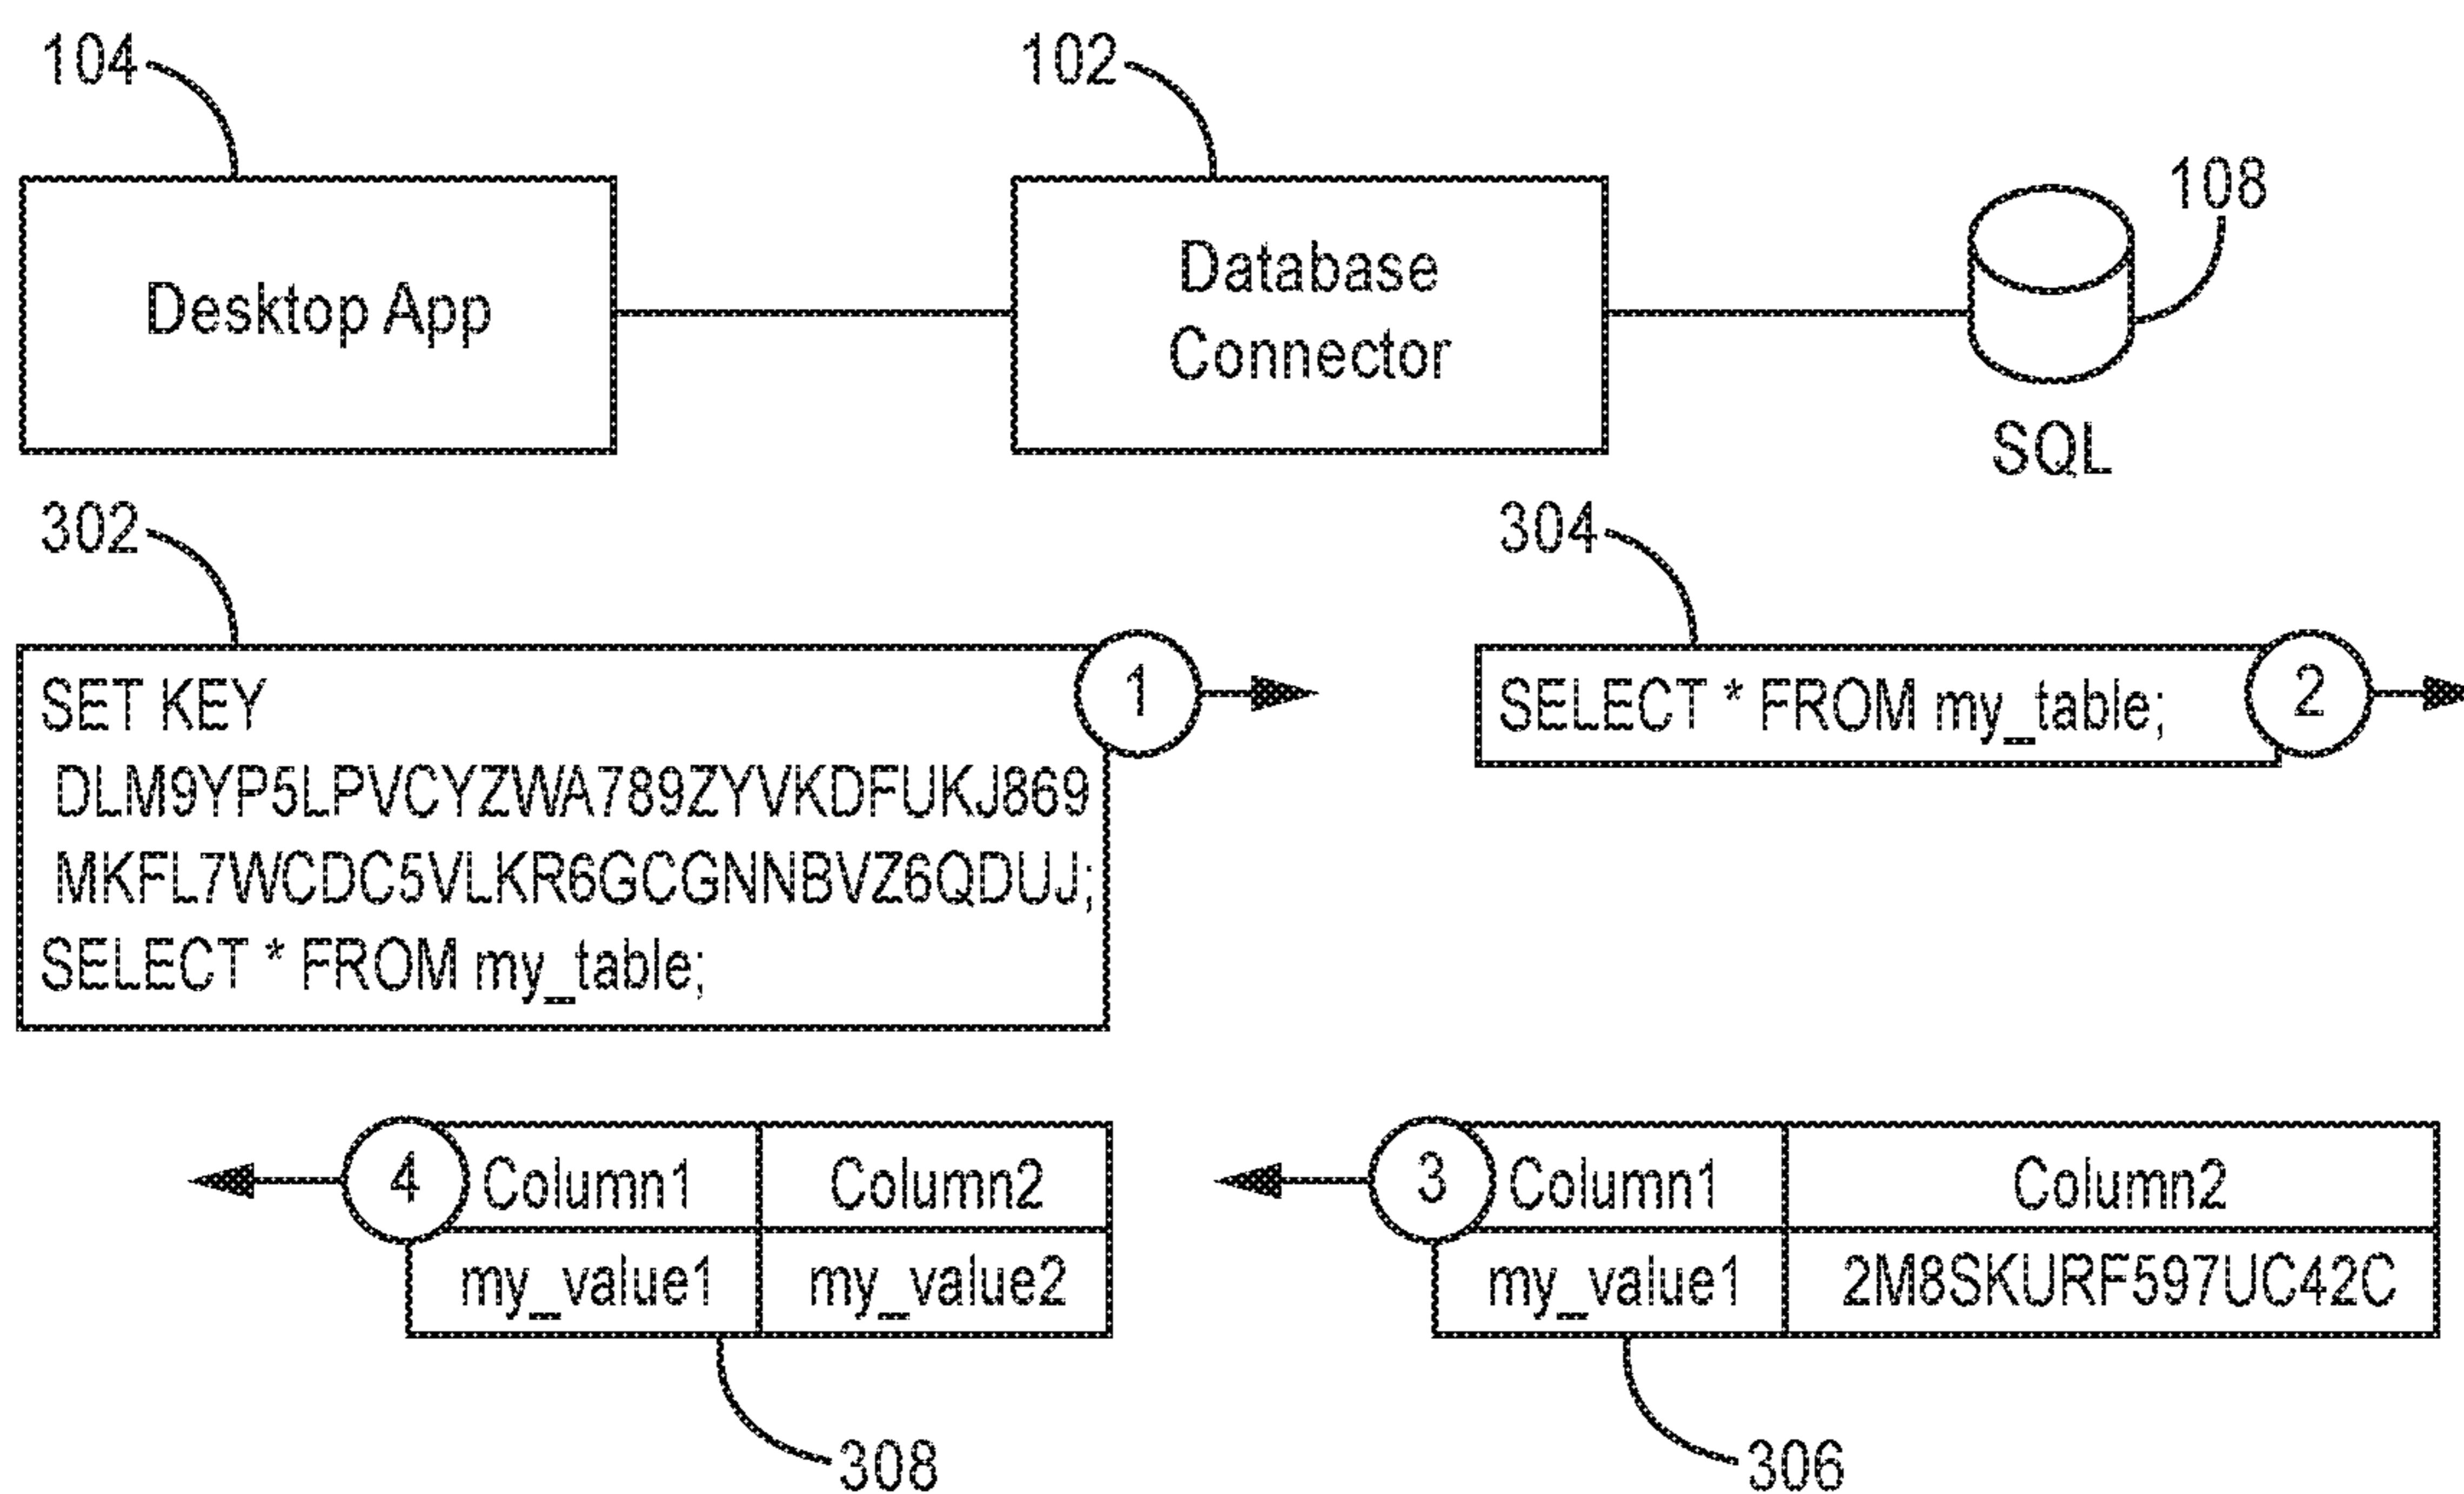 104
102
108
Desktop App
Database
Connector
SQL
302
304
SET KEY
DLM9YP5LPVCYZWA789ZYVKDFUKJ869
MKFL7WCDC5VLKR6GCGNNBVZ6QDUJ;
SELECT * FROM my_table;
1
SELECT * FROM my_table;
2
4
Column1 Column2
my_value1 my_value2
3
Column1 Column2
my_value1 2M8SKURF597UC42C
308
306